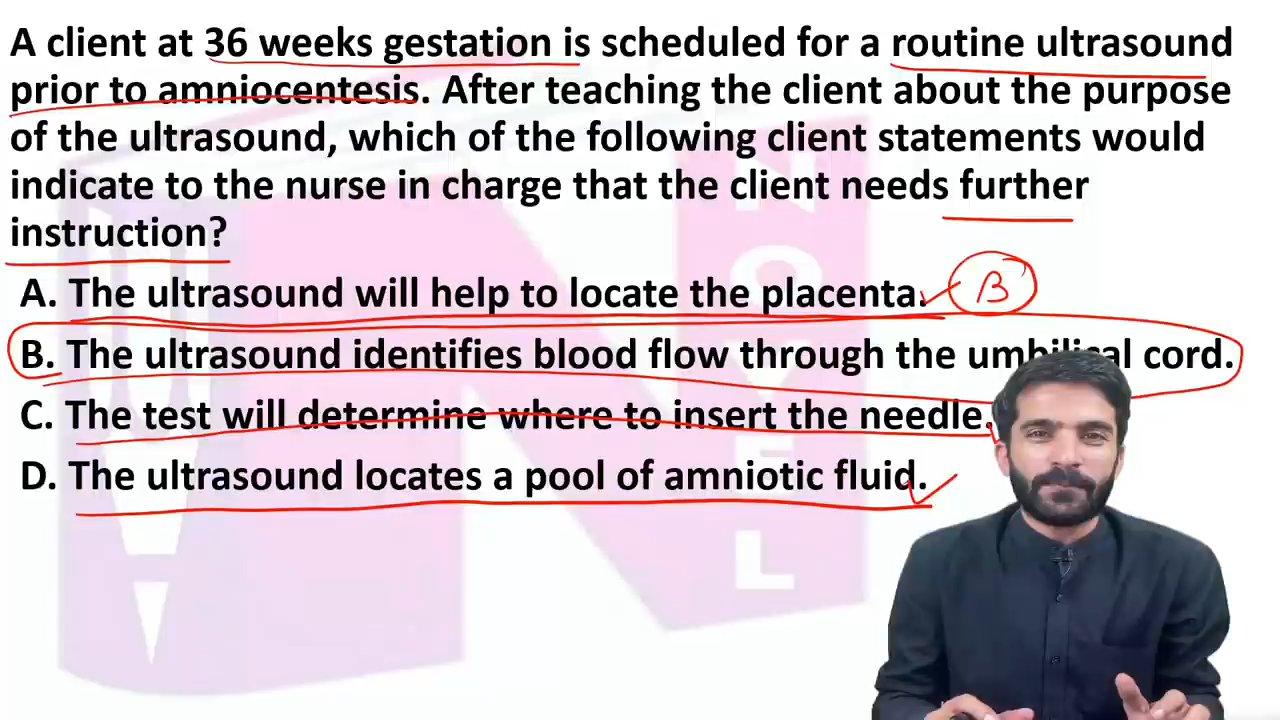 A client at 36 weeks gestation is scheduled for a routine ultrasound
prior to amniocentesis. After teaching the client about the purpose
of the ultrasound, which of the following client statements would
indicate to the nurse in charge that the client needs further
instruction?
A. The ultrasound will help to locate the placenta. B
B. The ultrasound identifies blood flow through the umbilical cord.
C. The test will determine where to insert the needle.
D. The ultrasound locates a pool of amniotic fluid.